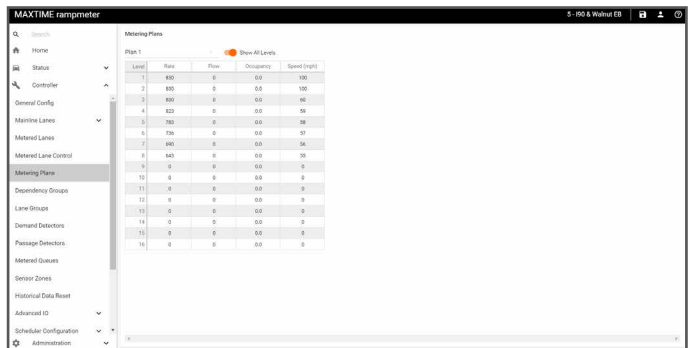 MAXTIME rampmeter
5 - I90 & Walnut EB
Search
Home
Status
Controller
General Config
Mainline Lanes
Metered Lanes
Metered Lane Control
Metering Plans
Dependency Groups
Lane Groups
Demand Detectors
Passage Detectors
Metered Queues
Sensor Zones
Historical Data Reset
Advanced IO
Scheduler Configuration
Administration
Metering Plans
Plan 1 Show All Levels
Level Rate Flow Occupancy Speed (mph)
1 830 0 0.0 100
2 830 0 0.0 100
3 830 0 0.0 60
4 823 0 0.0 59
5 783 0 0.0 58
6 736 0 0.0 57
7 690 0 0.0 56
8 643 0 0.0 55
9 0 0 0.0 0
10 0 0 0.0 0
11 0 0 0.0 0
12 0 0 0.0 0
13 0 0 0.0 0
14 0 0 0.0 0
15 0 0 0.0 0
16 0 0 0.0 0